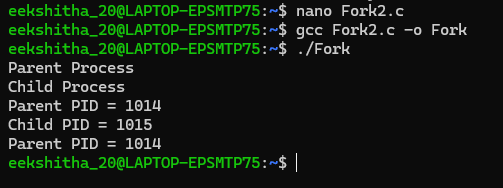 eekshitha_20@LAPTOP-EPSMTP75:~$ nano Fork2.c
eekshitha_20@LAPTOP-EPSMTP75:~$ gcc Fork2.c -o Fork
eekshitha_20@LAPTOP-EPSMTP75:~$ ./Fork
Parent Process
Child Process
Parent PID = 1014
Child PID = 1015
Parent PID = 1014
eekshitha_20@LAPTOP-EPSMTP75:~$